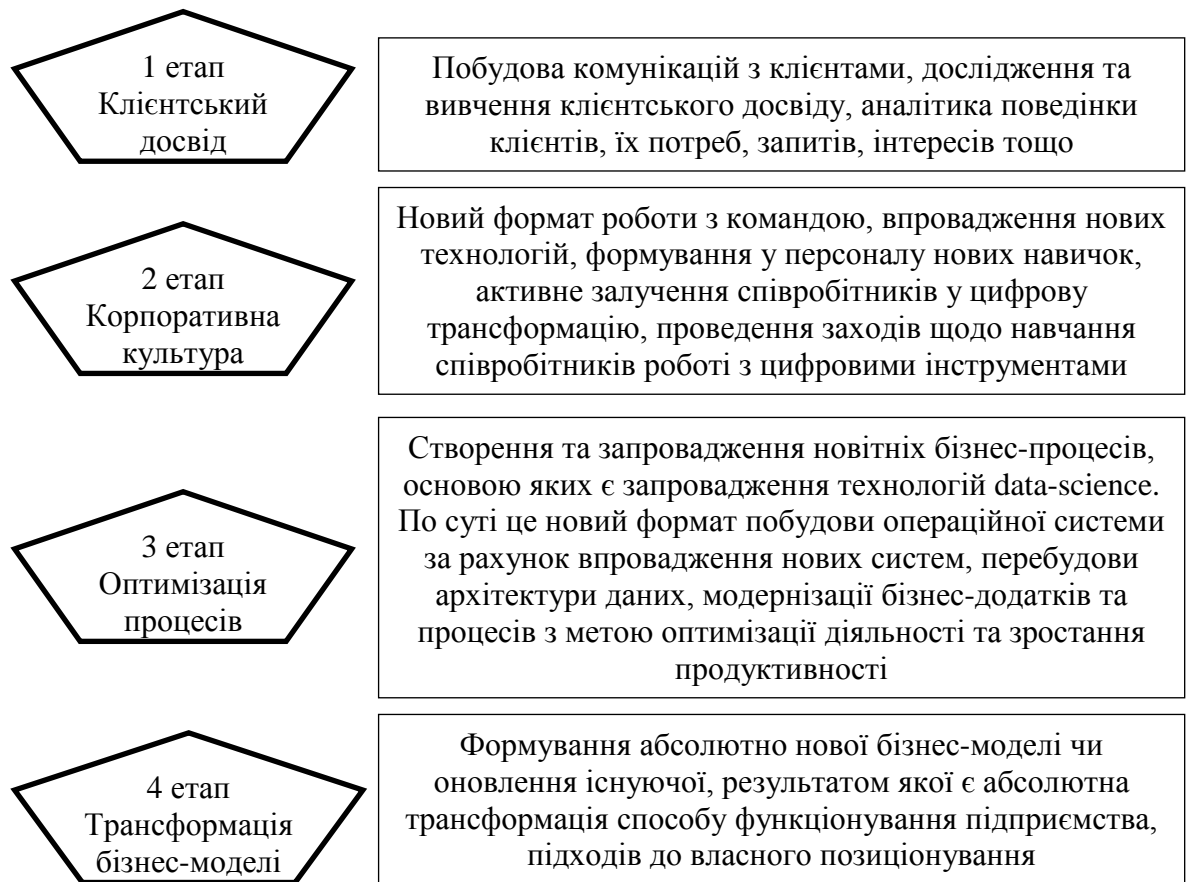 1 етап
Клієнтський
досвід
Побудова комунікацій з клієнтами, дослідження та
вивчення клієнтського досвіду, аналітика поведінки
клієнтів, їх потреб, запитів, інтересів тощо
2 етап
Корпоративна
культура
Новий формат роботи з командою, впровадження нових
технологій, формування у персоналу нових навичок,
активне залучення співробітників у цифрову
трансформацію, проведення заходів щодо навчання
співробітників роботі з цифровими інструментами
3 етап
Оптимізація
процесів
Створення та запровадження новітніх бізнес-процесів,
основою яких є запровадження технологій data-science.
По суті це новий формат побудови операційної системи
за рахунок впровадження нових систем, перебудови
архітектури даних, модернізації бізнес-додатків та
процесів з метою оптимізації діяльності та зростання
продуктивності
4 етап
Трансформація
бізнес-моделі
Формування абсолютно нової бізнес-моделі чи
оновлення існуючої, результатом якої є абсолютна
трансформація способу функціонування підприємства,
підходів до власного позиціонування